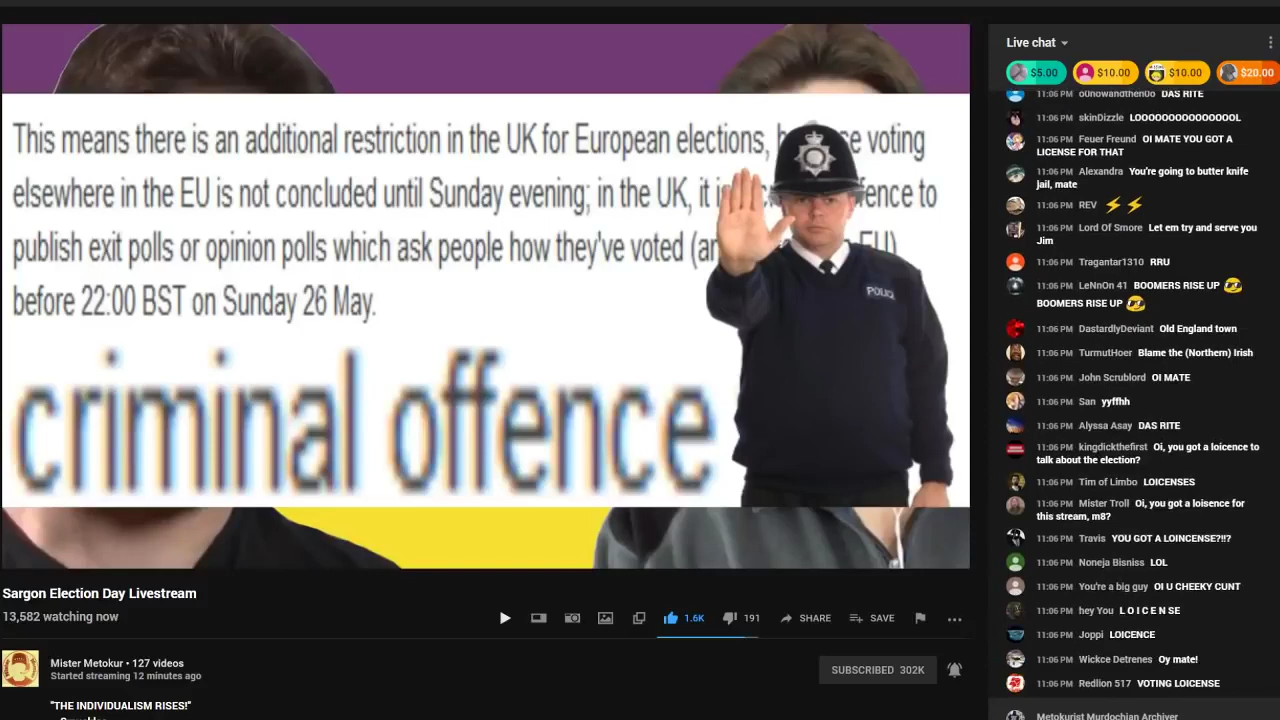 This means there is an additional restriction in the UK for European elections, voting
elsewhere in the EU is not concluded until Sunday evening; in the UK, it to
publish exit polls or opinion polls which ask people how they've voted EU)
before 22:00 BST on Sunday 26 May.
criminal offence
POLICE
Sargon Election Day Livestream
13,582 watching now
1.6K
191
SHARE
SAVE
Mister Metokur • 127 videos
Started streaming 12 minutes ago
SUBSCRIBED 302K
"THE INDIVIDUALISM RISES!"
Live chat
$5.00
$10.00
$10.00
$20.00
11:06 PM o0nowandthen0o DAS RITE
11:06 PM skinDizzle LOOOOOOOOOOOOOOOL
11:06 PM Feuer Freund OI MATE YOU GOT A
LICENSE FOR THAT
11:06 PM Alexandra You're going to butter knife
jail, mate
11:06 PM REV ⚡⚡
11:06 PM Lord Of Smore Let em try and serve you
Jim
11:06 PM Tragantar1310 RRU
11:06 PM LeNnOn 41 BOOMERS RISE UP
BOOMERS RISE UP
11:06 PM DastardlyDeviant Old England town
11:06 PM TurmutHoer Blame the (Northern) Irish
11:06 PM John Scrublord OI MATE
11:06 PM San yyffhh
11:06 PM Alyssa Asay DAS RITE
11:06 PM kingdickthefirst Oi, you got a loicence to
talk about the election?
11:06 PM Tim of Limbo LOICENSES
11:06 PM Mister Troll Oi, you got a loisence for
this stream, m8?
11:06 PM Travis YOU GOT A LOINCENSE?!!?
11:06 PM Noneja Bisniss LOL
11:06 PM You're a big guy OI U CHEEKY CUNT
11:06 PM hey You L O I C E N S E
11:06 PM Joppi LOICENCE
11:06 PM Wickce Detrenes Oy mate!
11:06 PM Redlion 517 VOTING LOICENSE
Metokurist Murdochian Archiver